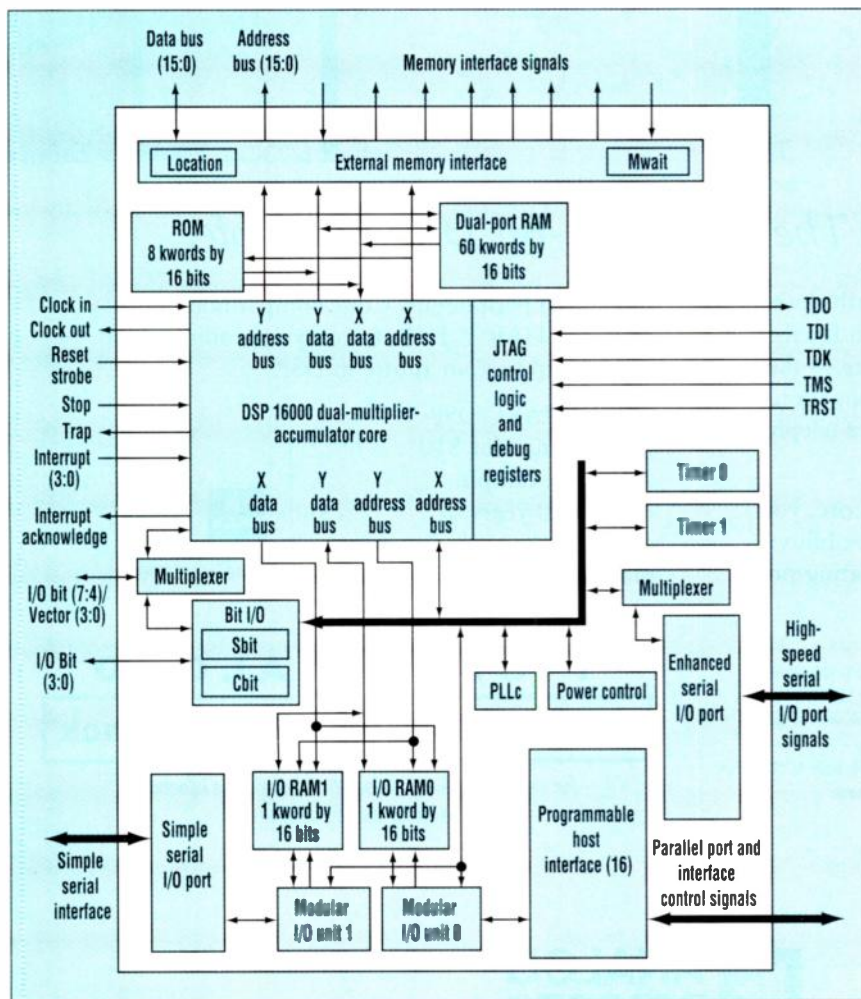 Data bus
(15:0)
Address
bus (15:0)
Memory interface signals
Location
External memory interface
Mwait
ROM
8 kwords by
16 bits
Dual-port RAM
60 kwords by
16 bits
Clock in
Clock out
Reset
strobe
Stop
Trap
Interrupt
(3:0)
Interrupt
acknowledge
Y
address
bus
Y
data
bus
X
data
bus
X
address
bus
DSP 16000 dual-multiplier-
accumulator core
X
data
bus
Y
data
bus
Y
address
bus
X
address
bus
JTAG
control
logic
and
debug
registers
TDO
TDI
TDK
TMS
TRST
Timer 0
Timer 1
Multiplexer
I/O bit (7:4)/
Vector (3:0)
Bit I/O
Sbit
Cbit
I/O Bit
(3:0)
Multiplexer
PLLc
Power control
Enhanced
serial
I/O port
High-
speed
serial
I/O port
signals
I/O RAM1
1 kword by
16 bits
I/O RAM0
1 kword by
16 bits
Programmable
host
interface (16)
Simple
serial
I/O port
Simple
serial
interface
Parallel port and
interface
control signals
Modular
I/O unit 1
Modular
I/O unit 0